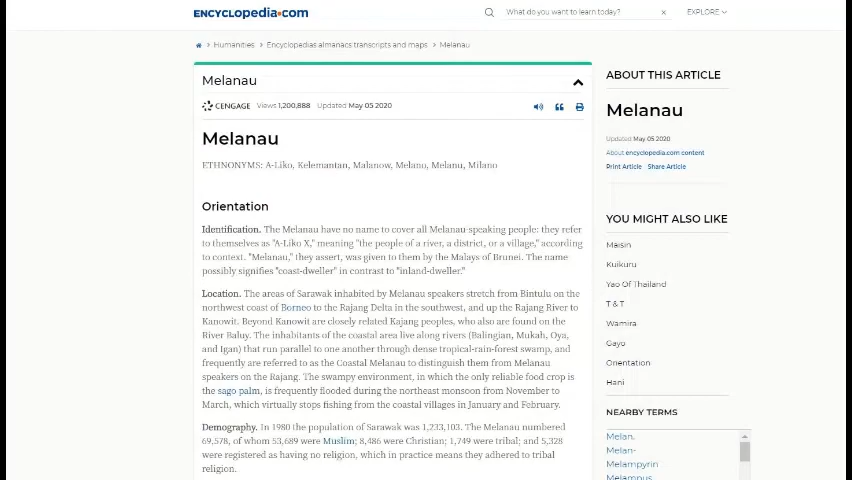 ENCYCLOPEDIA.com
What do you want to learn today?
EXPLORE
Humanities > Encyclopedias almanacs transcripts and maps > Melanau
Melanau
CENGAGE Views 1,200,888 Updated May 05 2020
Melanau
ETHNONYMS: A-Liko, Kelemantan, Malanow, Melano, Melanu, Milano
Orientation
Identification. The Melanau have no name to cover all Melanau-speaking people: they refer
to themselves as "A-Liko X," meaning "the people of a river, a district, or a village," according
to context. "Melanau," they assert, was given to them by the Malays of Brunei. The name
possibly signifies "coast-dweller" in contrast to "inland-dweller."
Location. The areas of Sarawak inhabited by Melanau speakers stretch from Bintulu on the
northwest coast of Borneo to the Rajang Delta in the southwest, and up the Rajang River to
Kanowit. Beyond Kanowit are closely related Kajang peoples, who also are found on the
River Baluy. The inhabitants of the coastal area live along rivers (Balingian, Mukah, Oya,
and Igan) that run parallel to one another through dense tropical-rain-forest swamp, and
frequently are referred to as the Coastal Melanau to distinguish them from Melanau
speakers on the Rajang. The swampy environment, in which the only reliable food crop is
the sago palm, is frequently flooded during the northeast monsoon from November to
March, which virtually stops fishing from the coastal villages in January and February.
Demography. In 1980 the population of Sarawak was 1,233,103. The Melanau numbered
69,578, of whom 53,689 were Muslim; 8,486 were Christian; 1,749 were tribal; and 5,328
were registered as having no religion, which in practice means they adhered to tribal
religion.
ABOUT THIS ARTICLE
Melanau
Updated May 05 2020
About encyclopedia.com content
Print Article Share Article
YOU MIGHT ALSO LIKE
Maisin
Kuikuru
Yao Of Thailand
T & T
Wamira
Gayo
Orientation
Hani
NEARBY TERMS
Melan.
Melan-
Melampyrin
Melampus